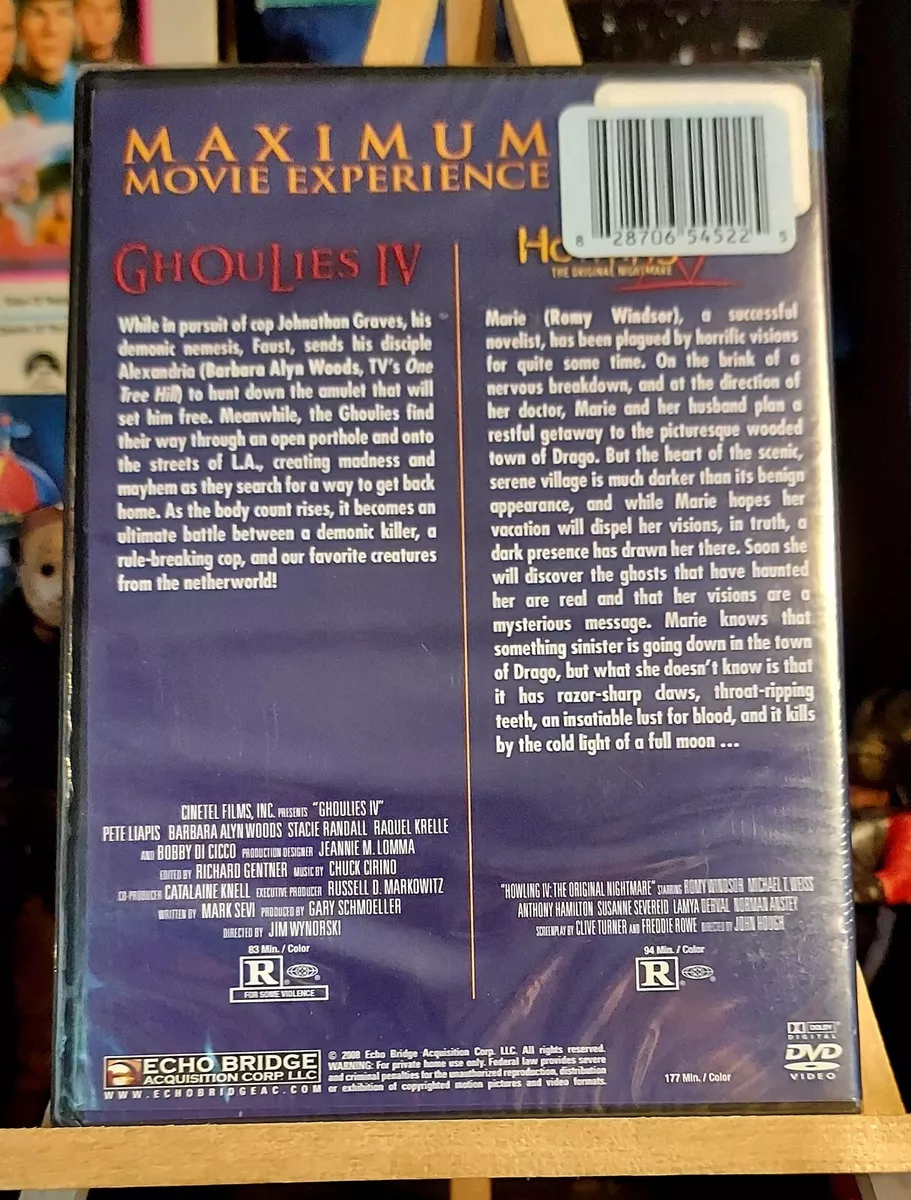 MAXIMUM
MOVIE EXPERIENCE
8 28706 54522 5
GHOULIES IV
While in pursuit of cop Johnathan Graves, his
demonic nemesis, Faust, sends his disciple
Alexandria (Barbara Alyn Woods, TV's One
Tree Hill) to hunt down the amulet that will
set him free. Meanwhile, the Ghoulies find
their way through an open porthole and onto
the streets of L.A., creating madness and
mayhem as they search for a way to get back
home. As the body count rises, it becomes an
ultimate battle between a demonic killer, a
rule-breaking cop, and our favorite creatures
from the netherworld!
CINETEL FILMS, INC. PRESENTS "GHOULIES IV"
PETE LIAPIS BARBARA ALYN WOODS STACIE RANDALL RAQUEL KRELLE
AND BOBBY DI CICCO PRODUCTION DESIGNER JEANNIE M. LOMMA
EDITED BY RICHARD GENTNER MUSIC BY CHUCK CIRINO
CO-PRODUCER CATALAINE KNELL EXECUTIVE PRODUCER RUSSELL D. MARKOWITZ
WRITTEN BY MARK SEVI PRODUCED BY GARY SCHMOELLER
DIRECTED BY JIM WYNORSKI
83 Min. / Color
R
FOR SOME VIOLENCE
THE ORIGINAL NIGHTMARE
Marie (Romy Windsor), a successful
novelist, has been plagued by horrific visions
for quite some time. On the brink of a
nervous breakdown, and at the direction of
her doctor, Marie and her husband plan a
restful getaway to the picturesque wooded
town of Drago. But the heart of the scenic,
serene village is much darker than its benign
appearance, and while Marie hopes her
vacation will dispel her visions, in truth, a
dark presence has drawn her there. Soon she
will discover the ghosts that have haunted
her are real and that her visions are a
mysterious message. Marie knows that
something sinister is going down in the town
of Drago, but what she doesn't know is that
it has razor-sharp claws, throat-ripping
teeth, an insatiable lust for blood, and it kills
by the cold light of a full moon ...
"HOWLING IV: THE ORIGINAL NIGHTMARE" STARRING ROMY WINDSOR MICHAEL T. WEISS
ANTHONY HAMILTON SUSANNE SEVEREID LAMYA DERVAL NORMAN ANSTEY
SCREENPLAY BY CLIVE TURNER AND FREDDIE ROWE DIRECTED BY JOHN HOUGH
94 Min. / Color
R
ECHO BRIDGE
ACQUISITION CORP LLC
WWW.ECHOBRIDGEAC.COM
© 2008 Echo Bridge Acquisition Corp. LLC. All rights reserved.
WARNING: For private home use only. Federal law provides severe
and criminal penalties for the unauthorized reproduction, distribution
or exhibition of copyrighted motion pictures and video formats.
177 Min. / Color
DOLBY
DIGITAL
DVD
VIDEO